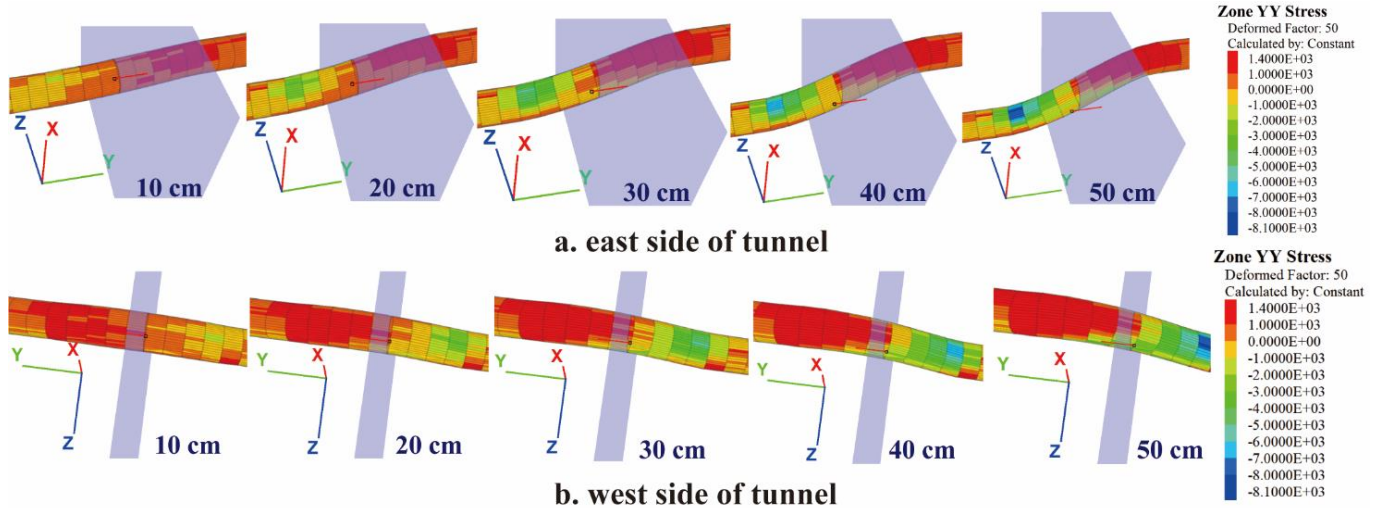 Zone YY Stress
Deformed Factor: 50
Calculated by: Constant
1.4000E+03
1.0000E+03
0.0000E+00
-1.0000E+03
-2.0000E+03
-3.0000E+03
-4.0000E+03
-5.0000E+03
-6.0000E+03
-7.0000E+03
-8.0000E+03
-8.1000E+03
Z X Y 10 cm
Z X Y 20 cm
Z X Y 30 cm
Z X Y 40 cm
Z X Y 50 cm
a. east side of tunnel
Zone YY Stress
Deformed Factor: 50
Calculated by: Constant
1.4000E+03
1.0000E+03
0.0000E+00
-1.0000E+03
-2.0000E+03
-3.0000E+03
-4.0000E+03
-5.0000E+03
-6.0000E+03
-7.0000E+03
-8.0000E+03
-8.1000E+03
Y X Z 10 cm
Y X Z 20 cm
Y X Z 30 cm
Y X Z 40 cm
Y X Z 50 cm
b. west side of tunnel